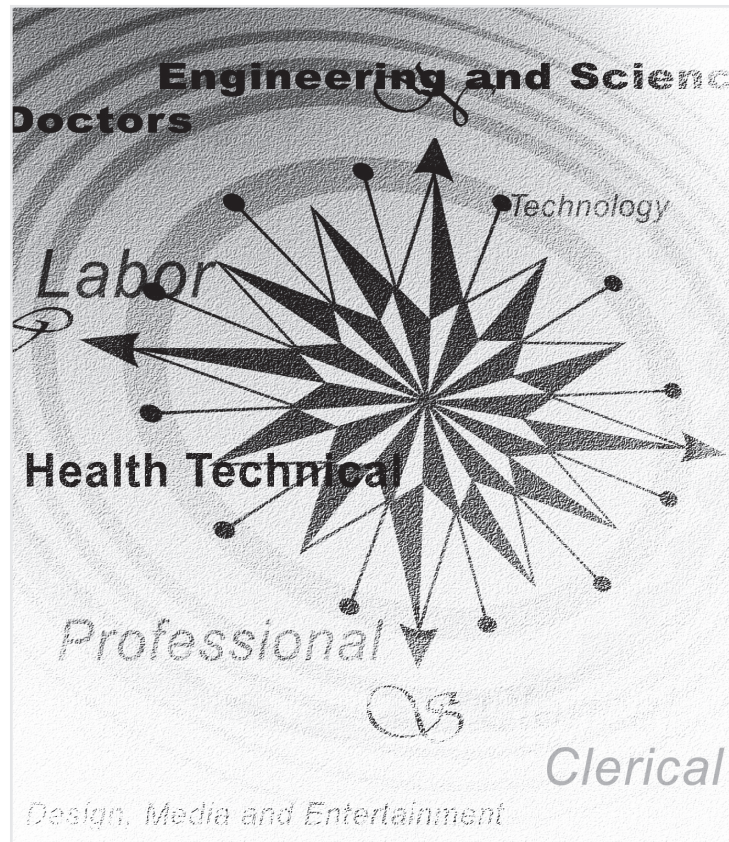 Engineering and Scienc
Doctors
Technology
Labor
Health Technical
Professional
S
Clerical
Design, Media and Entertainment